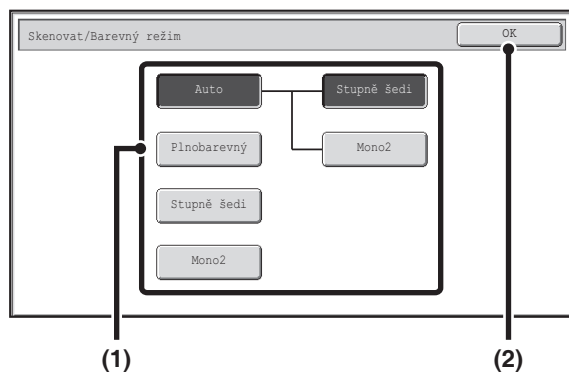 Skenovat/Barevný režim
OK
Auto
Stupně šedi
Plnobarevný
Mono2
Stupně šedi
Mono2
(1)
(2)